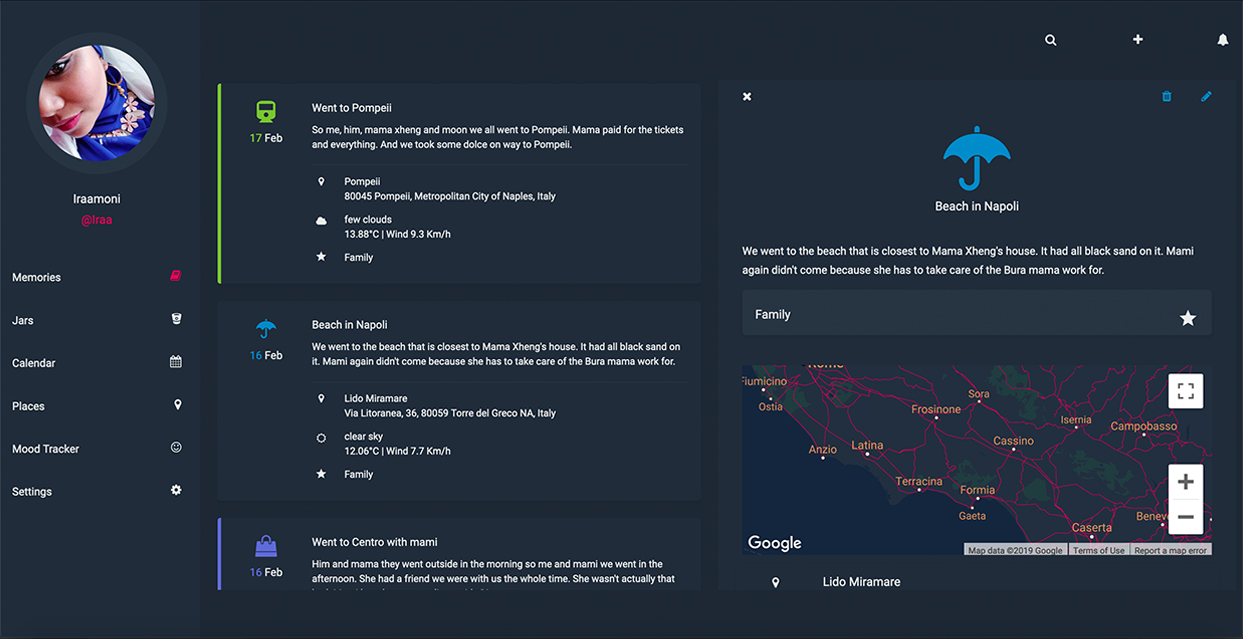 Iraamoni
@Iraa
Memories
Jars
Calendar
Places
Mood Tracker
Settings
17 Feb
Went to Pompeii
So me, him, mama xheng and moon we all went to Pompeii. Mama paid for the tickets
and everything. And we took some dolce on way to Pompeii.
Pompeii
80045 Pompeii, Metropolitan City of Naples, Italy
few clouds
13.88°C | Wind 9.3 Km/h
Family
16 Feb
Beach in Napoli
We went to the beach that is closest to Mama Xheng's house. It had all black sand on
it. Mami again didn't come because she has to take care of the Bura mama work for.
Lido Miramare
Via Litoranea, 36, 80059 Torre del Greco NA, Italy
clear sky
12.06°C | Wind 7.7 Km/h
Family
16 Feb
Went to Centro with mami
Him and mama they went outside in the morning so me and mami we went in the
afternoon. She had a friend we were with us the whole time. She wasn't actually that
Beach in Napoli
We went to the beach that is closest to Mama Xheng's house. It had all black sand on it. Mami
again didn't come because she has to take care of the Bura mama work for.
Family
Rome
Fiumicino
Ostia
Sora
Frosinone
Isernia
Campobasso
Cassino
Latina
Anzio
Terracina
Formia
Gaeta
Benev
Caserta
Google
Map data ©2019 Google
Terms of Use
Report a map error
Lido Miramare